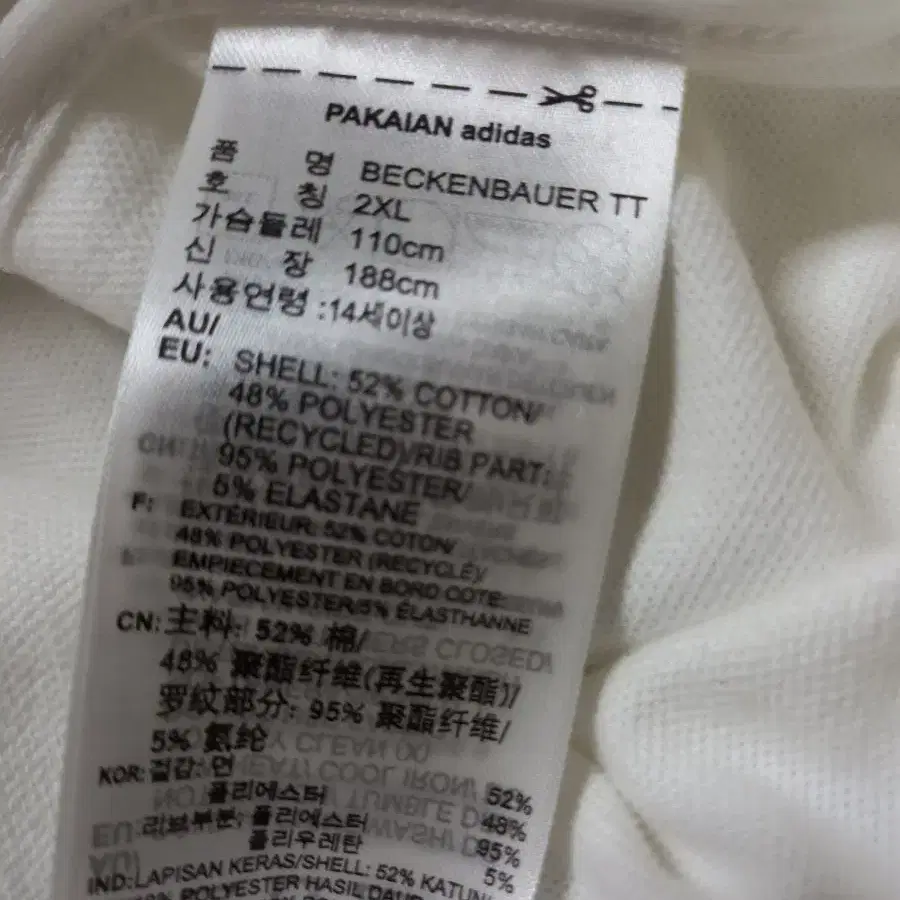 PAKAIAN adidas
품 명 BECKENBAUER TT
호 칭 2XL
가슴둘레 110cm
신 장 188cm
사용연령 :14세이상
AU/
EU: SHELL: 52% COTTON/
48% POLYESTER
(RECYCLED)/RIB PART:
95% POLYESTER/
5% ELASTANE
F: EXTÉRIEUR: 52% COTON/
48% POLYESTER (RECYCLÉ)/
EMPIECEMENT EN BORD COTE:
95% POLYESTER/5% ÉLASTHANNE
CN: 主料: 52% 棉/
48% 聚酯纤维(再生聚酯)/
罗纹部分: 95% 聚酯纤维/
5% 氨纶
KOR: 겉감: 면 52%
폴리에스터 48%
리브부분: 폴리에스터 95%
폴리우레탄 5%
IND: LAPISAN KERAS/SHELL: 52% KATUN/
POLYESTER HASIL DAUR